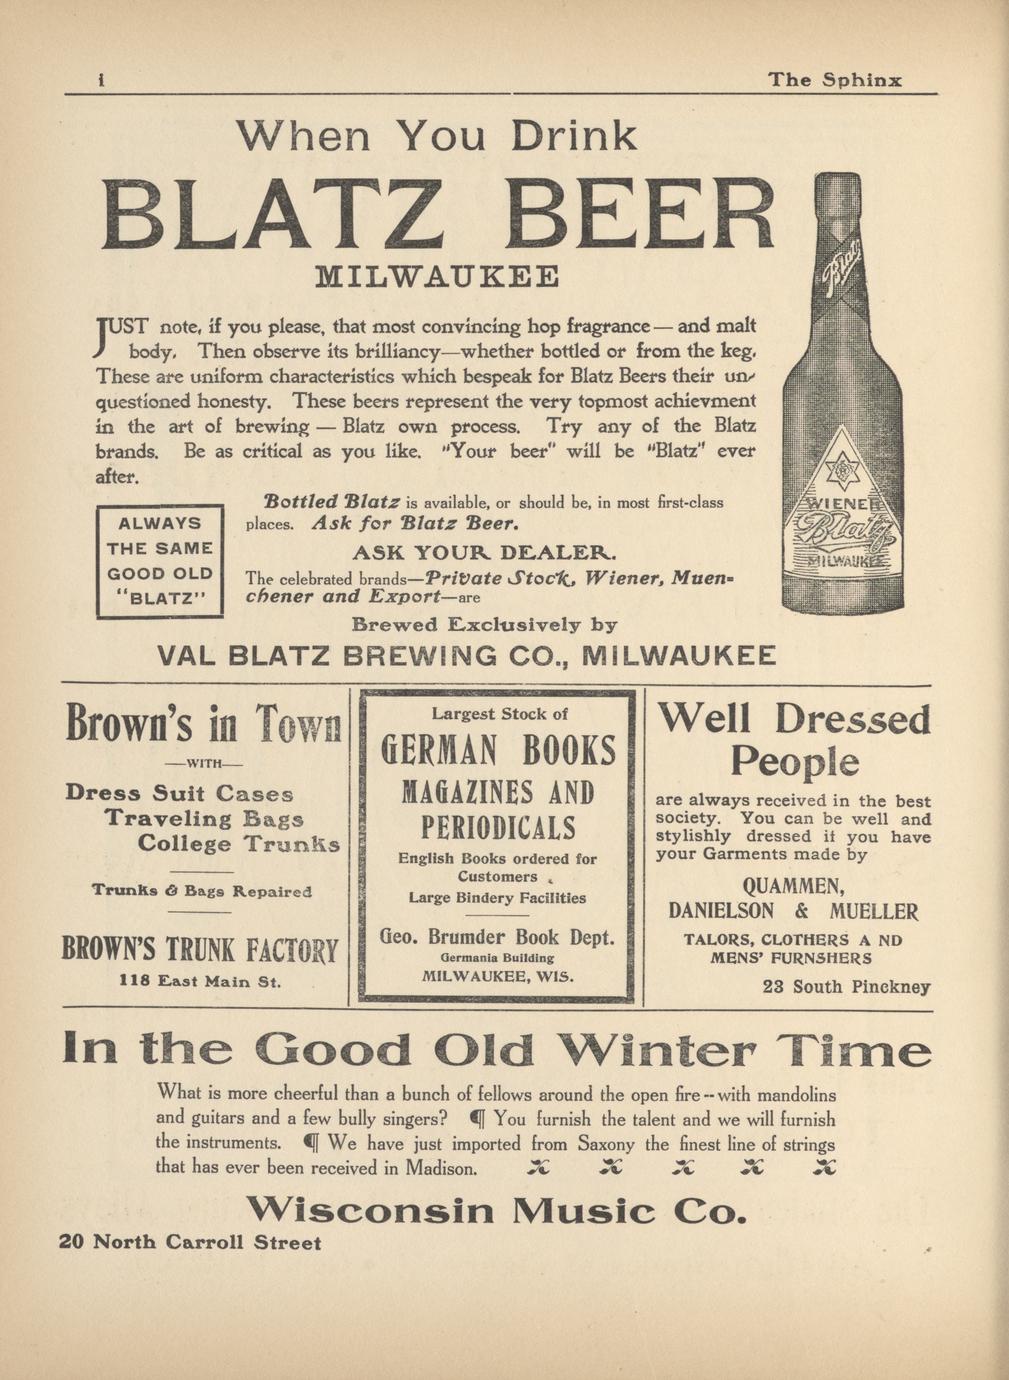 i
The Sphinx
When You Drink
BLATZ BEER
MILWAUKEE
JUST note, if you please, that most convincing hop fragrance — and malt
body. Then observe its brilliancy—whether bottled or from the keg.
These are uniform characteristics which bespeak for Blatz Beers their un-
questioned honesty. These beers represent the very topmost achievment
in the art of brewing — Blatz own process. Try any of the Blatz
brands. Be as critical as you like. "Your beer" will be "Blatz" ever
after.
ALWAYS
THE SAME
GOOD OLD
"BLATZ"
Bottled Blatz is available, or should be, in most first-class
places. Ask for Blatz Beer.
ASK YOUR DEALER.
The celebrated brands—Private Stock, Wiener, Muen=
chener and Export—are
Brewed Exclusively by
VAL BLATZ BREWING CO., MILWAUKEE
Blatz
WIENER
Blatz
MILWAUKEE
Brown's in Town
—WITH—
Dress Suit Cases
Traveling Bags
College Trunks
Trunks & Bags Repaired
BROWN'S TRUNK FACTORY
118 East Main St.
Largest Stock of
GERMAN BOOKS
MAGAZINES AND
PERIODICALS
English Books ordered for
Customers
Large Bindery Facilities
Geo. Brumder Book Dept.
Germania Building
MILWAUKEE, WIS.
Well Dressed
People
are always received in the best
society. You can be well and
stylishly dressed it you have
your Garments made by
QUAMMEN,
DANIELSON & MUELLER
TALORS, CLOTHERS A ND
MENS' FURNSHERS
23 South Pinckney
In the Good Old Winter Time
What is more cheerful than a bunch of fellows around the open fire -- with mandolins
and guitars and a few bully singers? ¶ You furnish the talent and we will furnish
the instruments. ¶ We have just imported from Saxony the finest line of strings
that has ever been received in Madison.
Wisconsin Music Co.
20 North Carroll Street